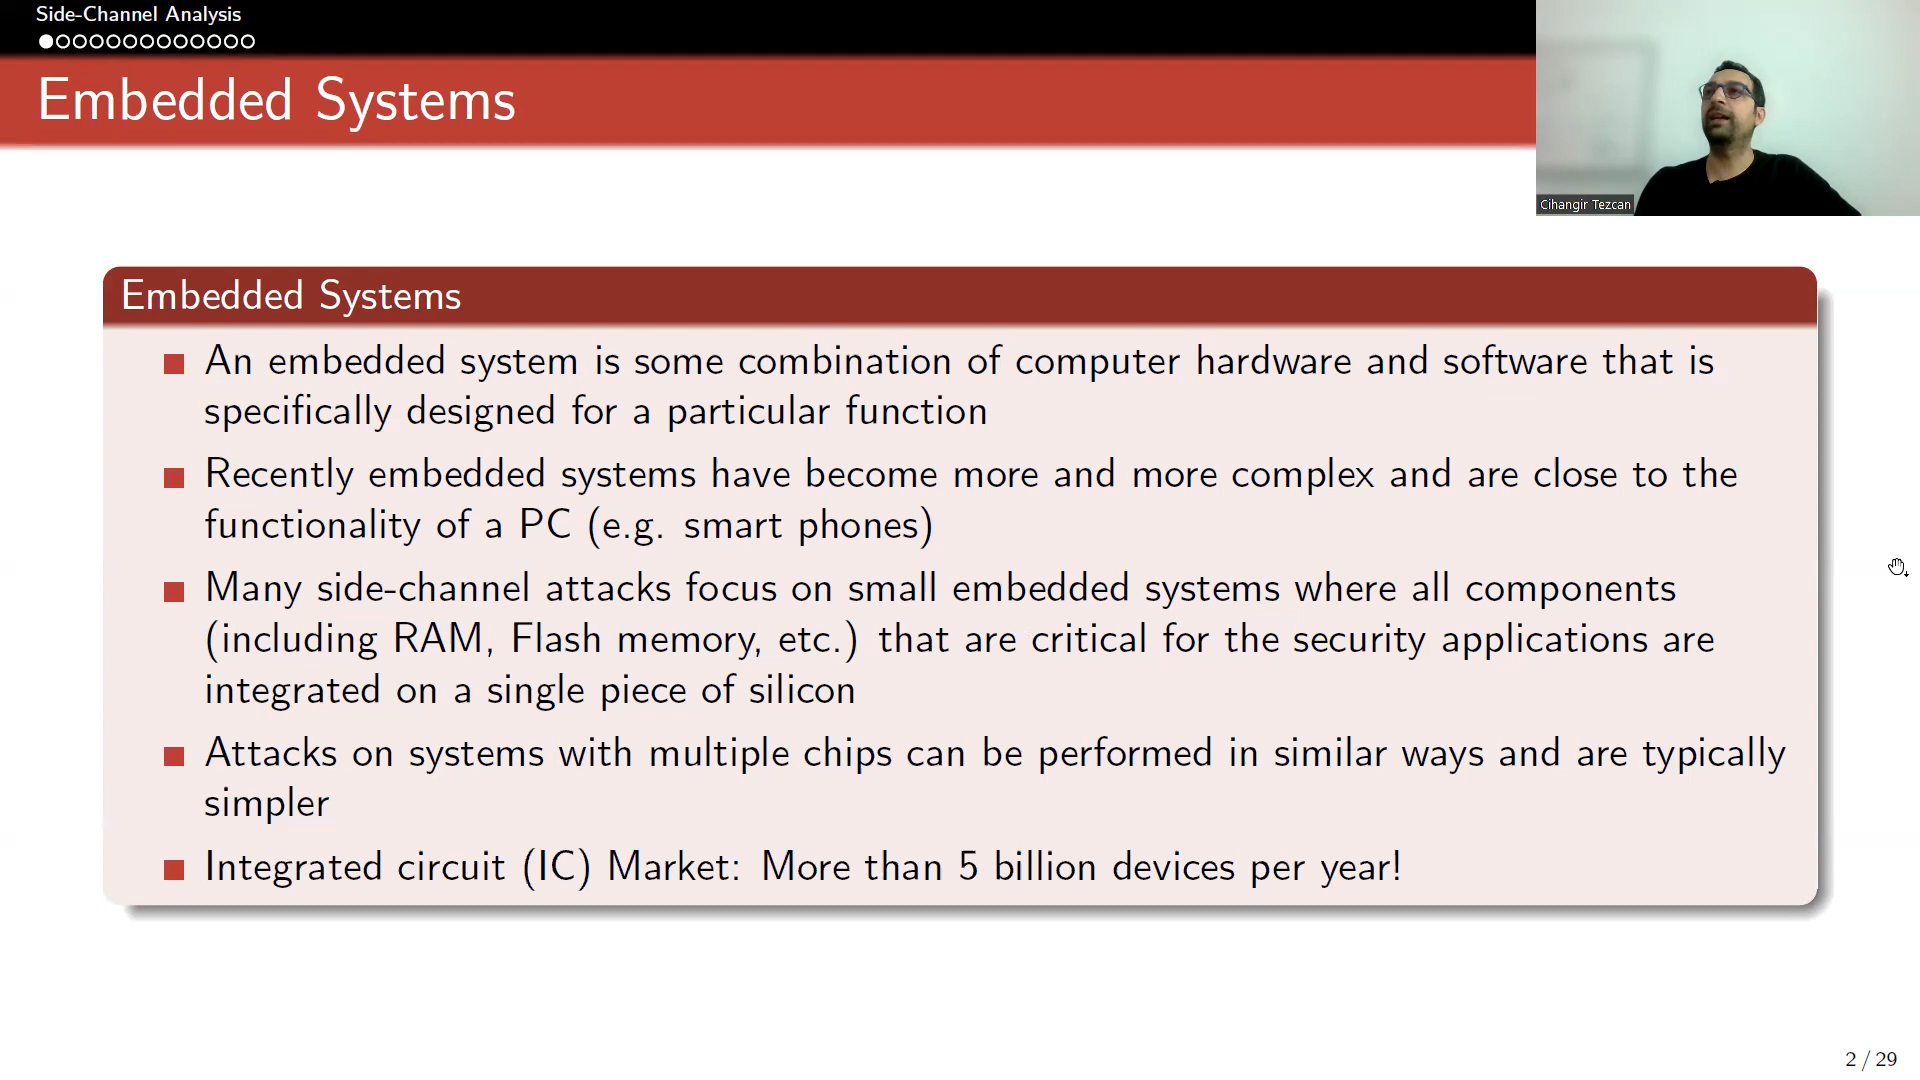 Side-Channel Analysis
Embedded Systems
Cihangir Tezcan
Embedded Systems
An embedded system is some combination of computer hardware and software that is
specifically designed for a particular function
Recently embedded systems have become more and more complex and are close to the
functionality of a PC (e.g. smart phones)
Many side-channel attacks focus on small embedded systems where all components
(including RAM, Flash memory, etc.) that are critical for the security applications are
integrated on a single piece of silicon
Attacks on systems with multiple chips can be performed in similar ways and are typically
simpler
Integrated circuit (IC) Market: More than 5 billion devices per year!
2 / 29